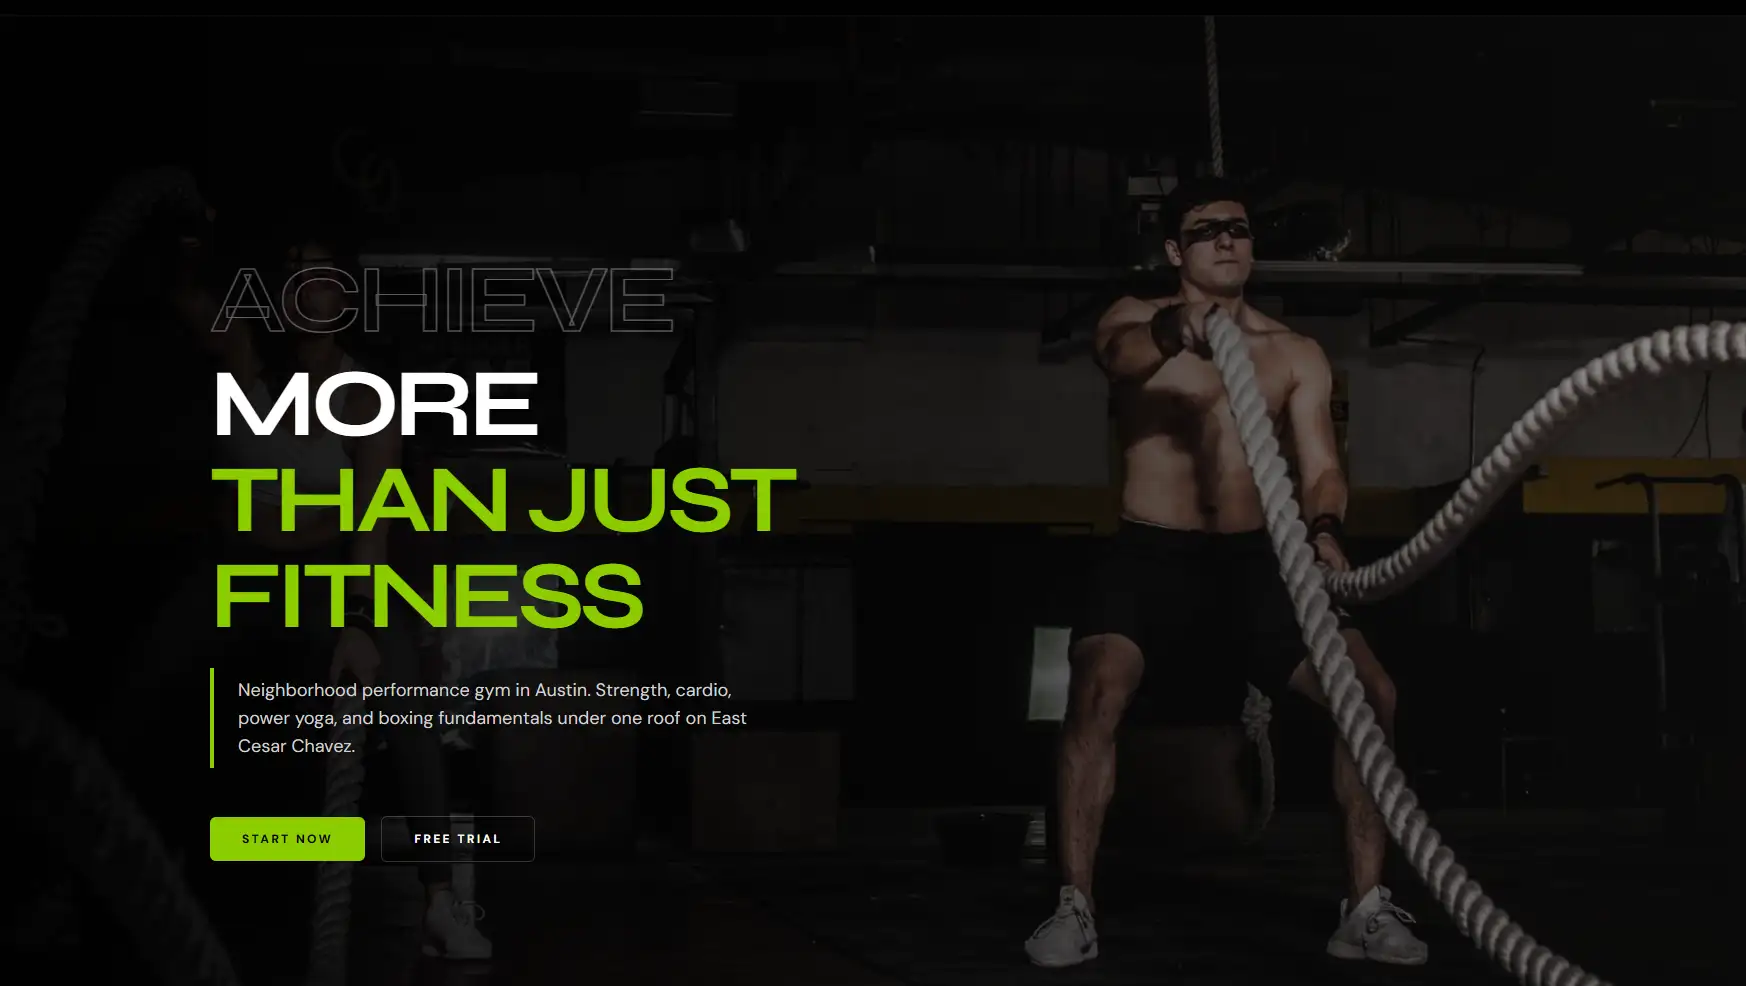 ACHIEVE
MORE
THAN JUST
FITNESS
Neighborhood performance gym in Austin. Strength, cardio,
power yoga, and boxing fundamentals under one roof on East
Cesar Chavez.
START NOW
FREE TRIAL